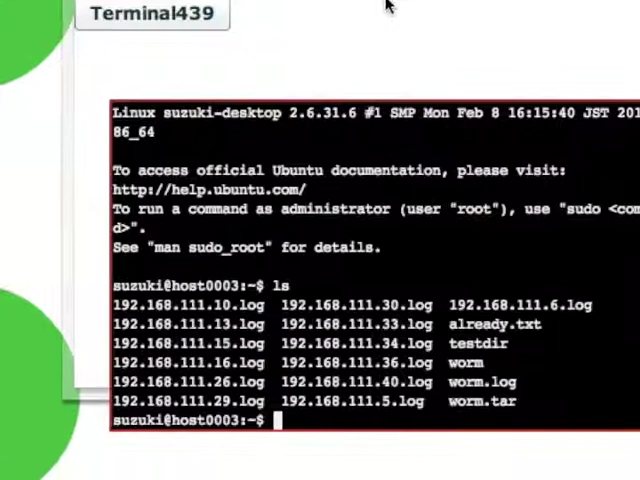 Terminal439
Linux suzuki-desktop 2.6.31.6 #1 SMP Mon Feb 8 16:15:40 JST 201
86_64
To access official Ubuntu documentation, please visit:
http://help.ubuntu.com/
To run a command as administrator (user "root"), use "sudo <com
d>".
See "man sudo_root" for details.
suzuki@host0003:~$ ls
192.168.111.10.log 192.168.111.30.log 192.168.111.6.log
192.168.111.13.log 192.168.111.33.log already.txt
192.168.111.15.log 192.168.111.34.log testdir
192.168.111.16.log 192.168.111.36.log worm
192.168.111.26.log 192.168.111.40.log worm.log
192.168.111.29.log 192.168.111.5.log worm.tar
suzuki@host0003:~$